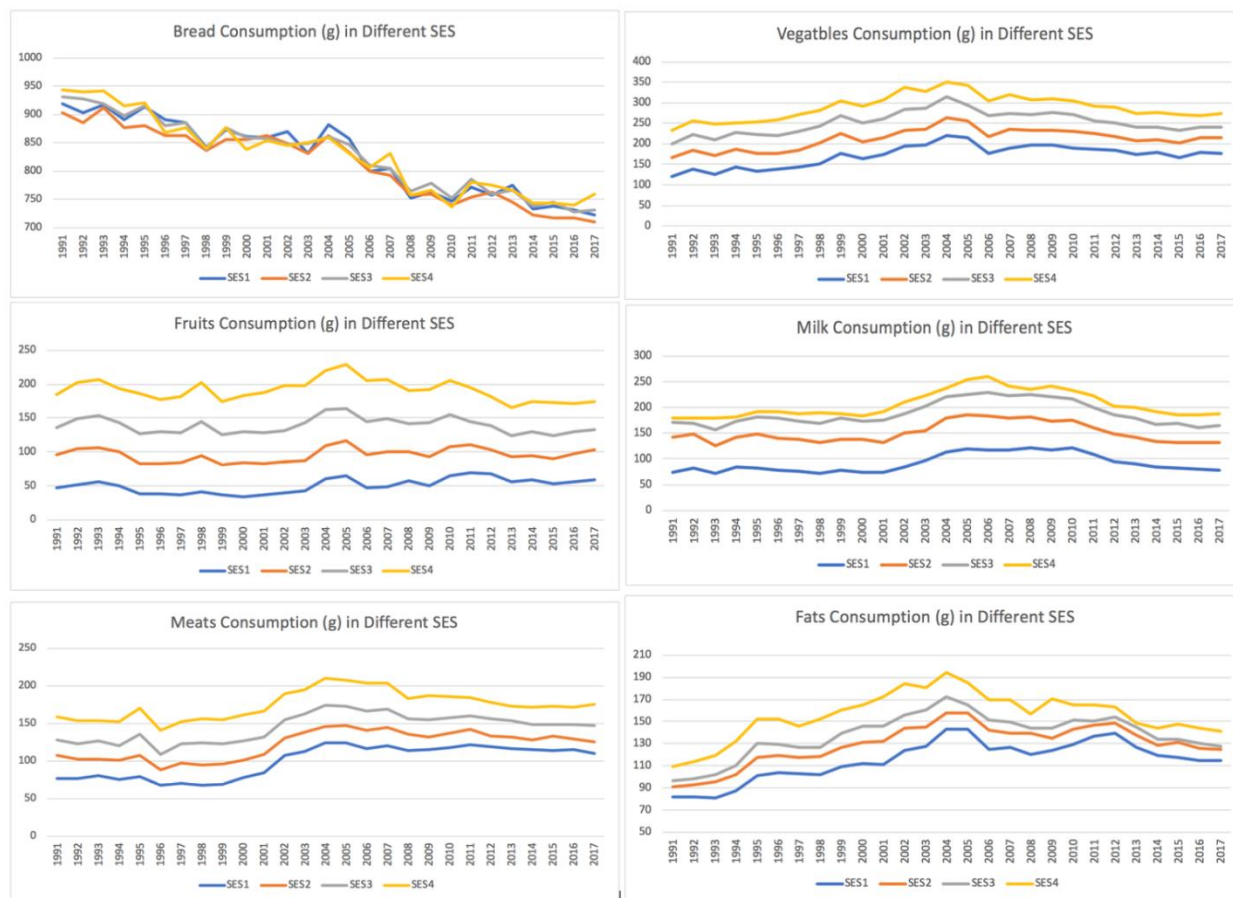 Bread Consumption (g) in Different SES
1000
950
900
850
800
750
700
1991 1992 1993 1994 1995 1996 1997 1998 1999 2000 2001 2002 2003 2004 2005 2006 2007 2008 2009 2010 2011 2012 2013 2014 2015 2016 2017
SES1 SES2 SES3 SES4
Vegatbles Consumption (g) in Different SES
400
350
300
250
200
150
100
50
0
1991 1992 1993 1994 1995 1996 1997 1998 1999 2000 2001 2002 2003 2004 2005 2006 2007 2008 2009 2010 2011 2012 2013 2014 2015 2016 2017
SES1 SES2 SES3 SES4
Fruits Consumption (g) in Different SES
250
200
150
100
50
0
1991 1992 1993 1994 1995 1996 1997 1998 1999 2000 2001 2002 2003 2004 2005 2006 2007 2008 2009 2010 2011 2012 2013 2014 2015 2016 2017
SES1 SES2 SES3 SES4
Milk Consumption (g) in Different SES
300
250
200
150
100
50
0
1991 1992 1993 1994 1995 1996 1997 1998 1999 2000 2001 2002 2003 2004 2005 2006 2007 2008 2009 2010 2011 2012 2013 2014 2015 2016 2017
SES1 SES2 SES3 SES4
Meats Consumption (g) in Different SES
250
200
150
100
50
0
1991 1992 1993 1994 1995 1996 1997 1998 1999 2000 2001 2002 2003 2004 2005 2006 2007 2008 2009 2010 2011 2012 2013 2014 2015 2016 2017
SES1 SES2 SES3 SES4
Fats Consumption (g) in Different SES
210
190
170
150
130
110
90
70
50
1991 1992 1993 1994 1995 1996 1997 1998 1999 2000 2001 2002 2003 2004 2005 2006 2007 2008 2009 2010 2011 2012 2013 2014 2015 2016 2017
SES1 SES2 SES3 SES4